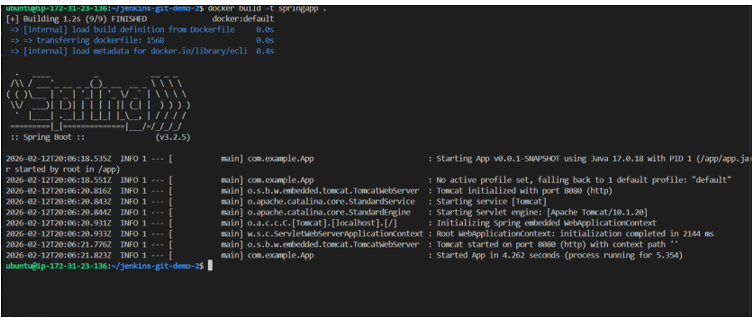 ubuntu@ip-172-31-23-136:~/jenkins-git-demo-2$ docker build -t springapp .
[+] Building 1.2s (9/9) FINISHED docker:default
=> [internal] load build definition from Dockerfile 0.0s
=> => transferring dockerfile: 156B 0.0s
=> [internal] load metadata for docker.io/library/ecli 0.4s
  .   ____          _            __ _ _
 /\\ / ___'_ __ _ _(_)_ __  __ _ \ \ \ \
( ( )\___ | '_ | '_| | '_ \/ _` | \ \ \ \
 \\/  ___)| |_)| | | | | || (_| |  ) ) ) )
  '  |____| .__|_| |_|_| |_\__, | / / / /
 =========|_|==============|___/=/_/_/_/
:: Spring Boot :: (v3.2.5)
2026-02-12T20:06:18.535Z INFO 1 --- [ main] com.example.App : Starting App v0.0.1-SNAPSHOT using Java 17.0.18 with PID 1 (/app/app.ja
r started by root in /app)
2026-02-12T20:06:18.551Z INFO 1 --- [ main] com.example.App : No active profile set, falling back to 1 default profile: "default"
2026-02-12T20:06:20.816Z INFO 1 --- [ main] o.s.b.w.embedded.tomcat.TomcatWebServer : Tomcat initialized with port 8080 (http)
2026-02-12T20:06:20.843Z INFO 1 --- [ main] o.apache.catalina.core.StandardService : Starting service [Tomcat]
2026-02-12T20:06:20.844Z INFO 1 --- [ main] o.apache.catalina.core.StandardEngine : Starting Servlet engine: [Apache Tomcat/10.1.20]
2026-02-12T20:06:20.931Z INFO 1 --- [ main] o.a.c.c.C.[Tomcat].[localhost].[/] : Initializing Spring embedded WebApplicationContext
2026-02-12T20:06:20.933Z INFO 1 --- [ main] w.s.c.ServletWebServerApplicationContext : Root WebApplicationContext: initialization completed in 2144 ms
2026-02-12T20:06:21.776Z INFO 1 --- [ main] o.s.b.w.embedded.tomcat.TomcatWebServer : Tomcat started on port 8080 (http) with context path ''
2026-02-12T20:06:21.823Z INFO 1 --- [ main] com.example.App : Started App in 4.262 seconds (process running for 5.354)
ubuntu@ip-172-31-23-136:~/jenkins-git-demo-2$